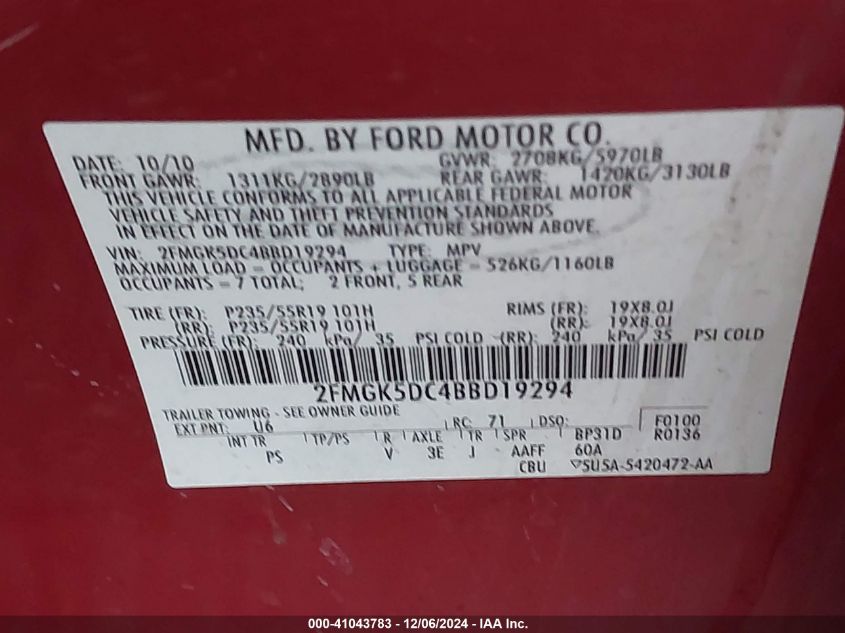 MFD. BY FORD MOTOR CO.
DATE: 10/10 GVWR: 2708KG/5970LB
FRONT GAWR: 1311KG/2890LB REAR GAWR: 1420KG/3130LB
THIS VEHICLE CONFORMS TO ALL APPLICABLE FEDERAL MOTOR
VEHICLE SAFETY AND THEFT PREVENTION STANDARDS
IN EFFECT ON THE DATE OF MANUFACTURE SHOWN ABOVE.
VIN: 2FMGK5DC4BBD19294 TYPE: MPV
MAXIMUM LOAD = OCCUPANTS + LUGGAGE = 526KG/1160LB
OCCUPANTS = 7 TOTAL; 2 FRONT, 5 REAR
TIRE (FR): P235/55R19 101H RIMS (FR): 19X8.0J
(RR): P235/55R19 101H (RR): 19X8.0J
PRESSURE (FR): 240 kPa/ 35 PSI COLD (RR): 240 kPa/ 35 PSI COLD
2FMGK5DC4BBD19294
TRAILER TOWING - SEE OWNER GUIDE
EXT PNT: U6 RC: 71 DSO: F0100
INT TR TP/PS R AXLE TR SPR BP31D R0136
PS V 3E J AAFF 60A
CBU 5U5A-5420472-AA
000-41043783 - 12/06/2024 - IAA Inc.